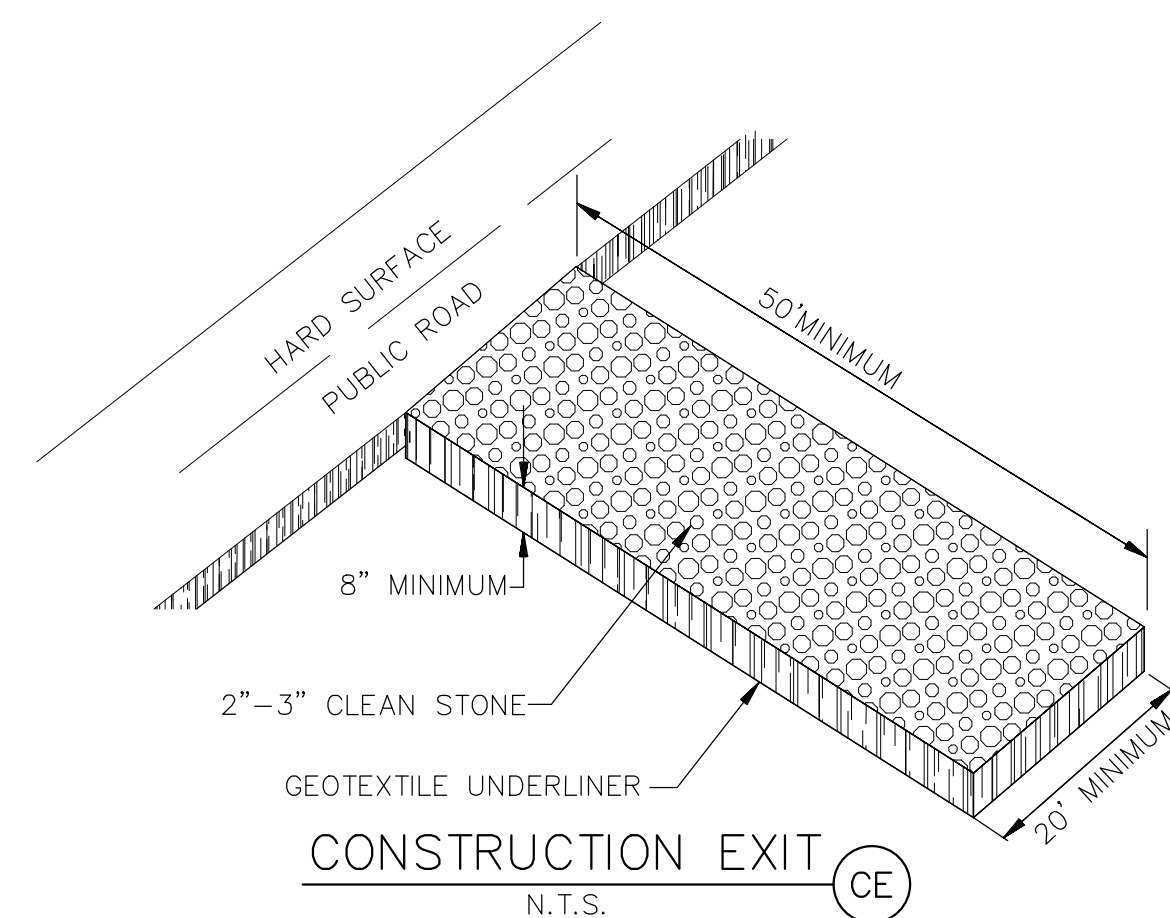 HARD SURFACE
PUBLIC ROAD
50'MINIMUM
8" MINIMUM
2"-3" CLEAN STONE
GEOTEXTILE UNDERLINER
20' MINIMUM
CONSTRUCTION EXIT
CE
N.T.S.